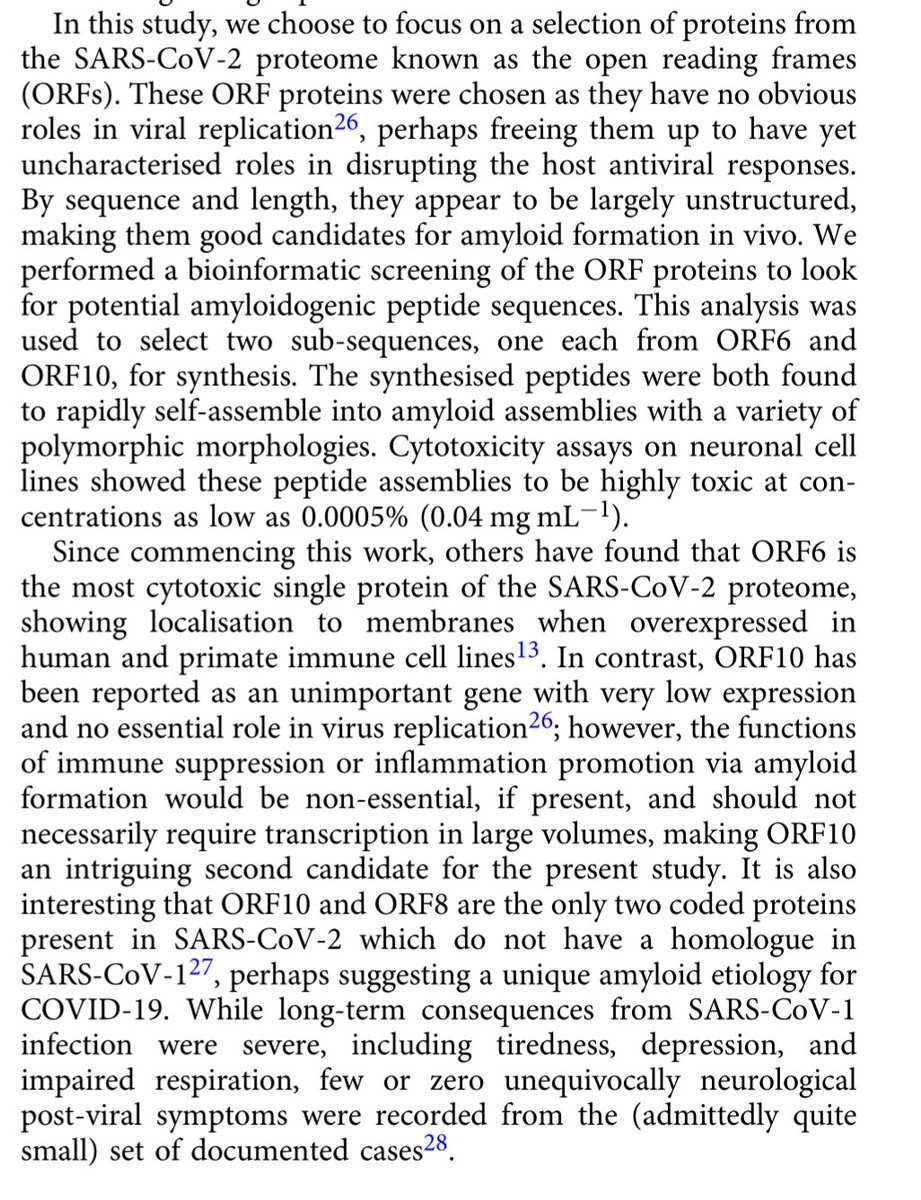 In this study, we choose to focus on a selection of proteins from
the SARS-CoV-2 proteome known as the open reading frames
(ORFs). These ORF proteins were chosen as they have no obvious
roles in viral replication26, perhaps freeing them up to have yet
uncharacterised roles in disrupting the host antiviral responses.
By sequence and length, they appear to be largely unstructured,
making them good candidates for amyloid formation in vivo. We
performed a bioinformatic screening of the ORF proteins to look
for potential amyloidogenic peptide sequences. This analysis was
used to select two sub-sequences, one each from ORF6 and
ORF10, for synthesis. The synthesised peptides were both found
to rapidly self-assemble into amyloid assemblies with a variety of
polymorphic morphologies. Cytotoxicity assays on neuronal cell
lines showed these peptide assemblies to be highly toxic at con-
centrations as low as 0.0005% (0.04 mg mL−1).
Since commencing this work, others have found that ORF6 is
the most cytotoxic single protein of the SARS-CoV-2 proteome,
showing localisation to membranes when overexpressed in
human and primate immune cell lines13. In contrast, ORF10 has
been reported as an unimportant gene with very low expression
and no essential role in virus replication26; however, the functions
of immune suppression or inflammation promotion via amyloid
formation would be non-essential, if present, and should not
necessarily require transcription in large volumes, making ORF10
an intriguing second candidate for the present study. It is also
interesting that ORF10 and ORF8 are the only two coded proteins
present in SARS-CoV-2 which do not have a homologue in
SARS-CoV-127, perhaps suggesting a unique amyloid etiology for
COVID-19. While long-term consequences from SARS-CoV-1
infection were severe, including tiredness, depression, and
impaired respiration, few or zero unequivocally neurological
post-viral symptoms were recorded from the (admittedly quite
small) set of documented cases28.